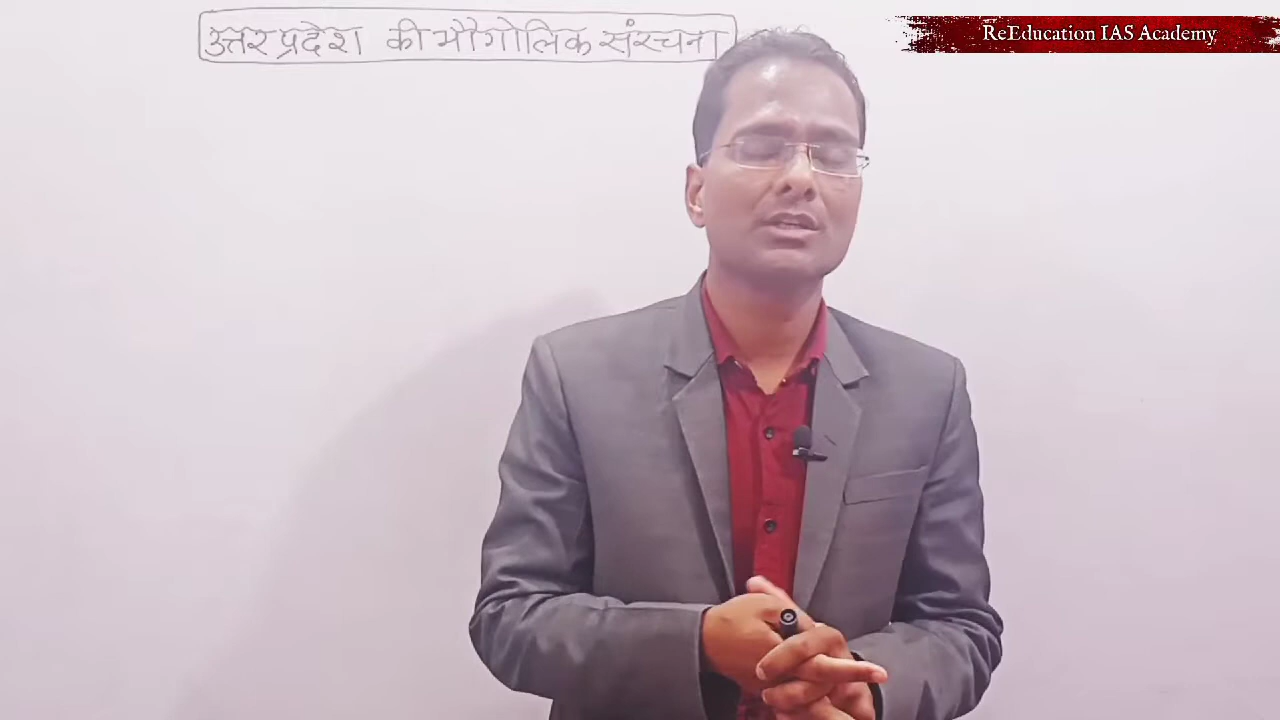 उत्तर प्रदेश की भौगोलिक संरचना
ReEducation IAS Academy